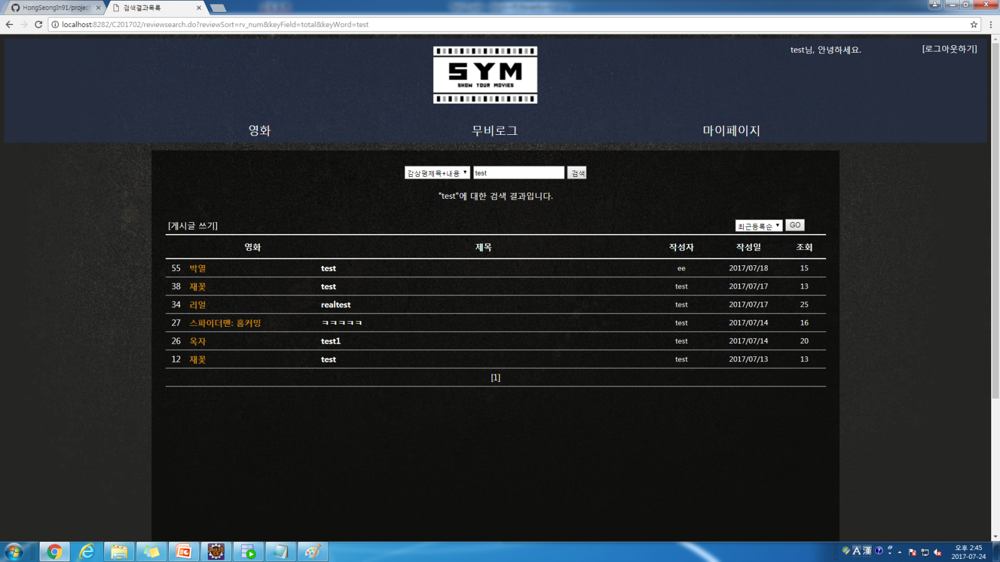 HongSeongIn91/project
검색결과목록
localhost:8282/C201702/reviewsearch.do?reviewSort=rv_num&keyField=total&keyWord=test
SYM
SHOW YOUR MOVIES
test님, 안녕하세요.
[로그아웃하기]
영화 무비로그 마이페이지
감상평제목+내용 test 검색
"test"에 대한 검색 결과입니다.
[게시글 쓰기] 최근등록순 GO
영화 제목 작성자 작성일 조회
55 박열 test ee 2017/07/18 15
38 재꽃 test test 2017/07/17 13
34 리얼 realtest test 2017/07/17 25
27 스파이더맨: 홈커밍 ㅋㅋㅋㅋㅋ test 2017/07/14 16
26 옥자 test1 test 2017/07/14 20
12 재꽃 test test 2017/07/13 13
[1]
Java EE
IDE
A 漢
오후 2:45
2017-07-24